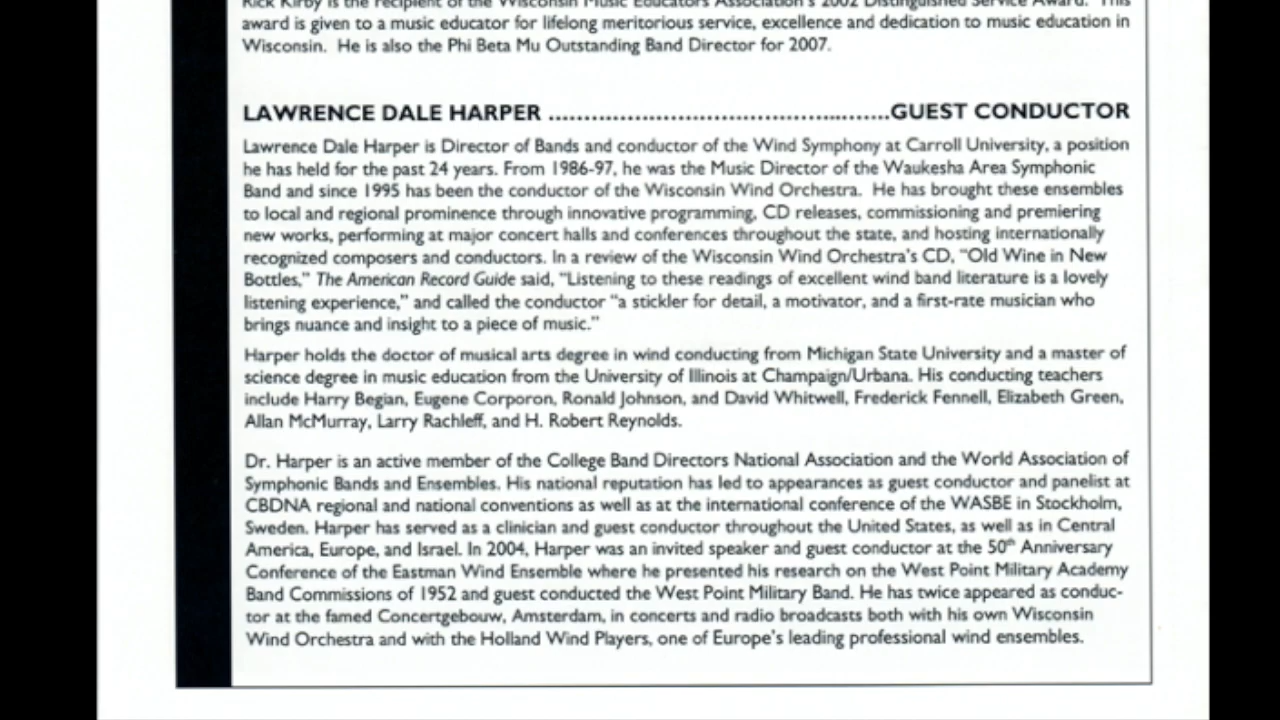 Rick Kirby is the recipient of the Wisconsin Music Educators Association's 2002 Distinguished Service Award. This
award is given to a music educator for lifelong meritorious service, excellence and dedication to music education in
Wisconsin. He is also the Phi Beta Mu Outstanding Band Director for 2007.
LAWRENCE DALE HARPER ..........................................GUEST CONDUCTOR
Lawrence Dale Harper is Director of Bands and conductor of the Wind Symphony at Carroll University, a position
he has held for the past 24 years. From 1986-97, he was the Music Director of the Waukesha Area Symphonic
Band and since 1995 has been the conductor of the Wisconsin Wind Orchestra. He has brought these ensembles
to local and regional prominence through innovative programming, CD releases, commissioning and premiering
new works, performing at major concert halls and conferences throughout the state, and hosting internationally
recognized composers and conductors. In a review of the Wisconsin Wind Orchestra's CD, "Old Wine in New
Bottles," The American Record Guide said, "Listening to these readings of excellent wind band literature is a lovely
listening experience," and called the conductor "a stickler for detail, a motivator, and a first-rate musician who
brings nuance and insight to a piece of music."
Harper holds the doctor of musical arts degree in wind conducting from Michigan State University and a master of
science degree in music education from the University of Illinois at Champaign/Urbana. His conducting teachers
include Harry Begian, Eugene Corporon, Ronald Johnson, and David Whitwell, Frederick Fennell, Elizabeth Green,
Allan McMurray, Larry Rachleff, and H. Robert Reynolds.
Dr. Harper is an active member of the College Band Directors National Association and the World Association of
Symphonic Bands and Ensembles. His national reputation has led to appearances as guest conductor and panelist at
CBDNA regional and national conventions as well as at the international conference of the WASBE in Stockholm,
Sweden. Harper has served as a clinician and guest conductor throughout the United States, as well as in Central
America, Europe, and Israel. In 2004, Harper was an invited speaker and guest conductor at the 50th Anniversary
Conference of the Eastman Wind Ensemble where he presented his research on the West Point Military Academy
Band Commissions of 1952 and guest conducted the West Point Military Band. He has twice appeared as conduc-
tor at the famed Concertgebouw, Amsterdam, in concerts and radio broadcasts both with his own Wisconsin
Wind Orchestra and with the Holland Wind Players, one of Europe's leading professional wind ensembles.